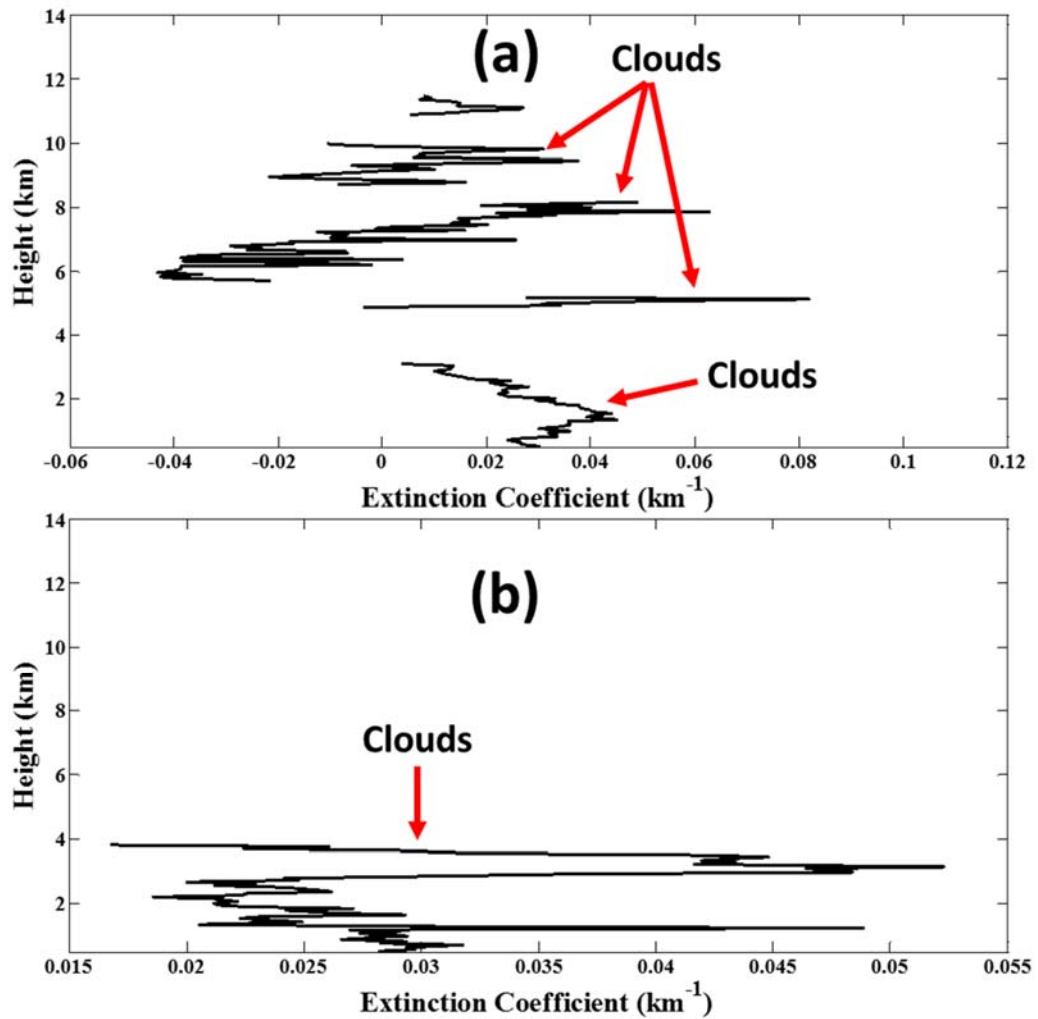 14
(a)
Clouds
12
10
8
6
4
Clouds
2
-0.06 -0.04 -0.02 0 0.02 0.04 0.06 0.08 0.1 0.12
Height (km)
Extinction Coefficient (km-1)
14
(b)
12
10
8
Clouds
6
4
2
0.015 0.02 0.025 0.03 0.035 0.04 0.045 0.05 0.055
Height (km)
Extinction Coefficient (km-1)